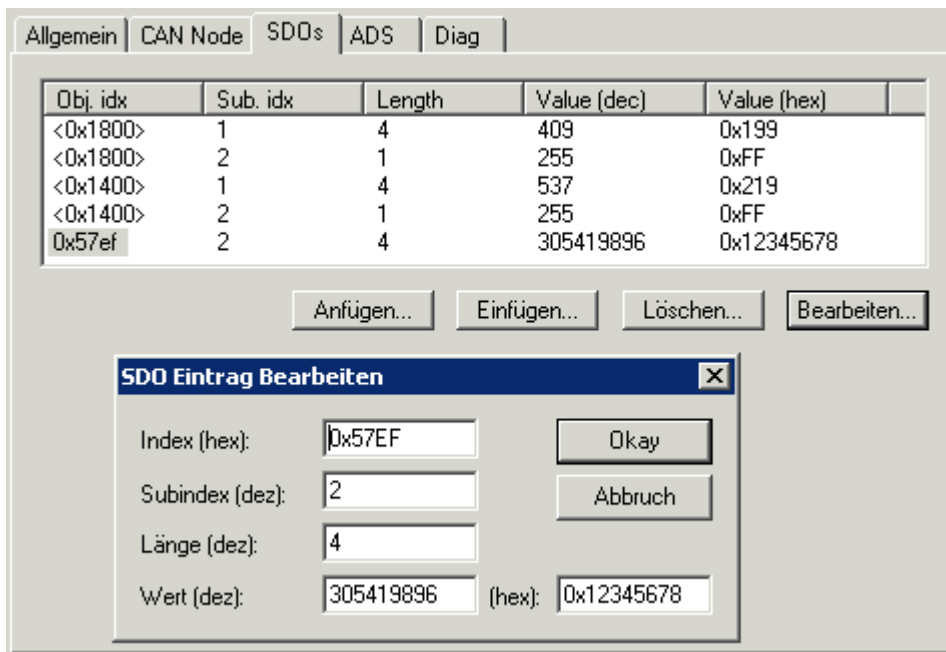 Allgemein CAN Node SDOs ADS Diag
Obj. idx Sub. idx Length Value (dec) Value (hex)
<0x1800> 1 4 409 0x199
<0x1800> 2 1 255 0xFF
<0x1400> 1 4 537 0x219
<0x1400> 2 1 255 0xFF
0x57ef 2 4 305419896 0x12345678
Anfügen... Einfügen... Löschen... Bearbeiten...
SDO Eintrag Bearbeiten
Index (hex): 0x57EF Okay
Subindex (dez): 2 Abbruch
Länge (dez): 4
Wert (dez): 305419896 (hex): 0x12345678